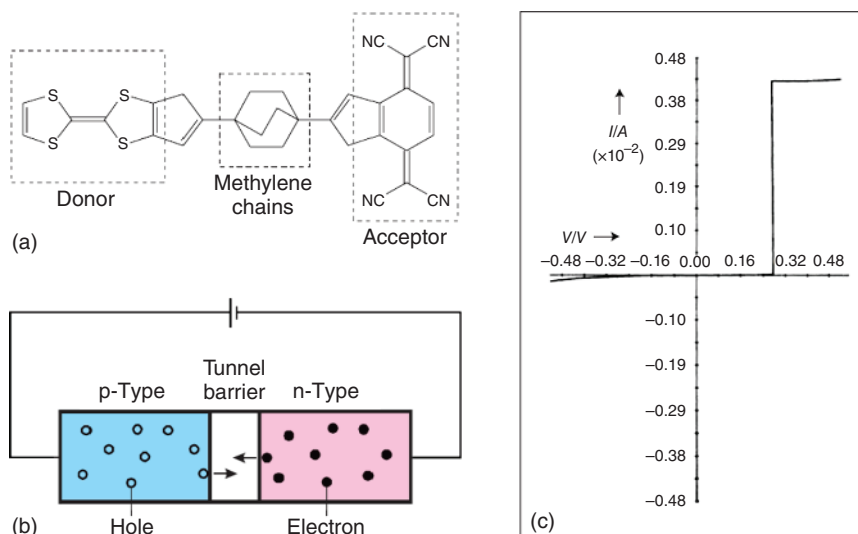 NC CN
S S
S S
NC CN
Donor
Methylene
chains
Acceptor
(a)
p-Type
Tunnel
barrier
n-Type
Hole
Electron
(b)
0.48
0.38
I/A
(×10⁻²)
0.29
0.19
0.10
V/V
−0.48 −0.32 −0.16 0.00 0.16 0.32 0.48
−0.10
−0.19
−0.29
−0.38
−0.48
(c)